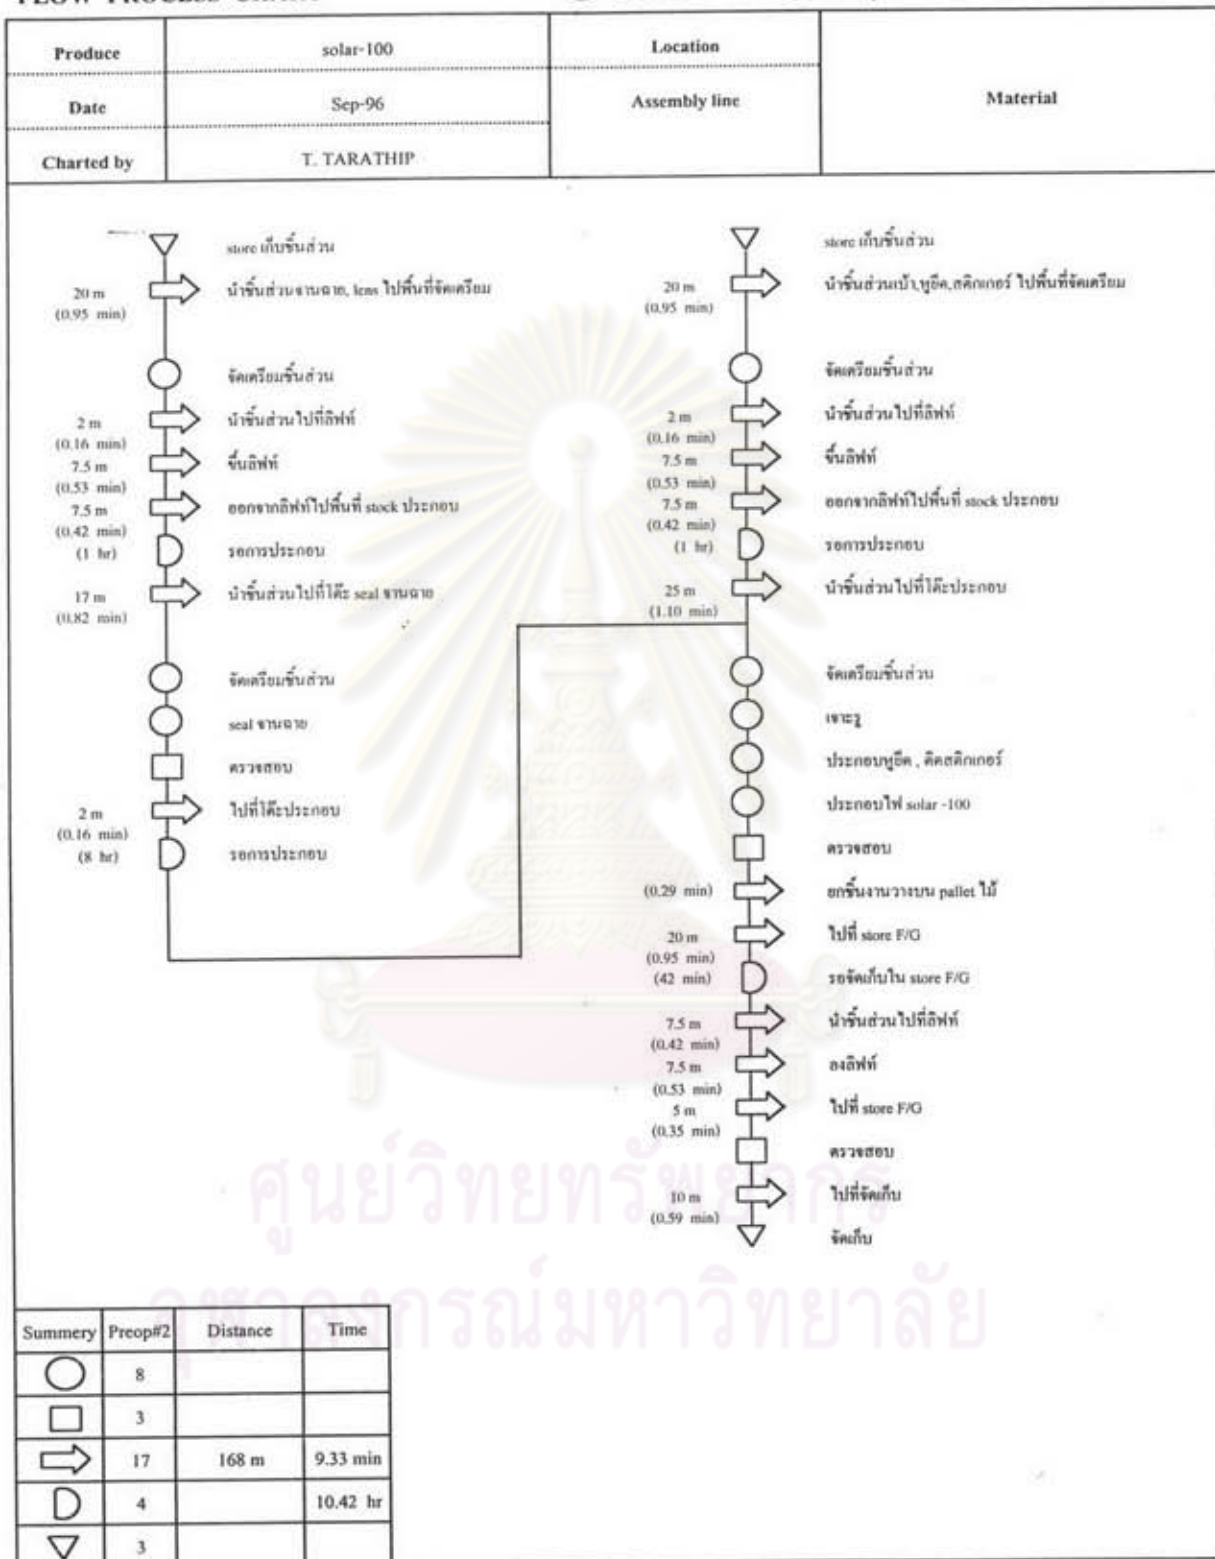 Produce solar-100 Location Material
Date Sep-96 Assembly line
Charted by T. TARATHIP
store เก็บชิ้นส่วน
20 m นำชิ้นส่วนจานฉาย, lens ไปพื้นที่จัดเตรียม
(0.95 min)
จัดเตรียมชิ้นส่วน
2 m นำชิ้นส่วนไปที่ลิฟท์
(0.16 min)
7.5 m ขึ้นลิฟท์
(0.53 min)
7.5 m ออกจากลิฟท์ไปพื้นที่ stock ประกอบ
(0.42 min)
(1 hr) รอการประกอบ
17 m นำชิ้นส่วนไปที่โต๊ะ seal จานฉาย
(0.82 min)
จัดเตรียมชิ้นส่วน
seal จานฉาย
ตรวจสอบ
2 m ไปที่โต๊ะประกอบ
(0.16 min)
(8 hr) รอการประกอบ
store เก็บชิ้นส่วน
20 m นำชิ้นส่วนเบ้า,หูยึด,สติกเกอร์ ไปพื้นที่จัดเตรียม
(0.95 min)
จัดเตรียมชิ้นส่วน
2 m นำชิ้นส่วนไปที่ลิฟท์
(0.16 min)
7.5 m ขึ้นลิฟท์
(0.53 min)
7.5 m ออกจากลิฟท์ไปพื้นที่ stock ประกอบ
(0.42 min)
(1 hr) รอการประกอบ
25 m นำชิ้นส่วนไปที่โต๊ะประกอบ
(1.10 min)
จัดเตรียมชิ้นส่วน
เจาะรู
ประกอบหูยึด , ติดสติกเกอร์
ประกอบไฟ solar -100
ตรวจสอบ
(0.29 min) ยกชิ้นงานวางบน pallet ไม้
20 m ไปที่ store F/G
(0.95 min)
(42 min) รอจัดเก็บใน store F/G
7.5 m นำชิ้นส่วนไปที่ลิฟท์
(0.42 min)
7.5 m ลงลิฟท์
(0.53 min)
5 m ไปที่ store F/G
(0.35 min)
ตรวจสอบ
10 m ไปที่จัดเก็บ
(0.59 min)
จัดเก็บ
ศูนย์วิทยทรัพยากร
จุฬาลงกรณ์มหาวิทยาลัย
Summery Preop#2 Distance Time
8
3
17 168 m 9.33 min
4 10.42 hr
3